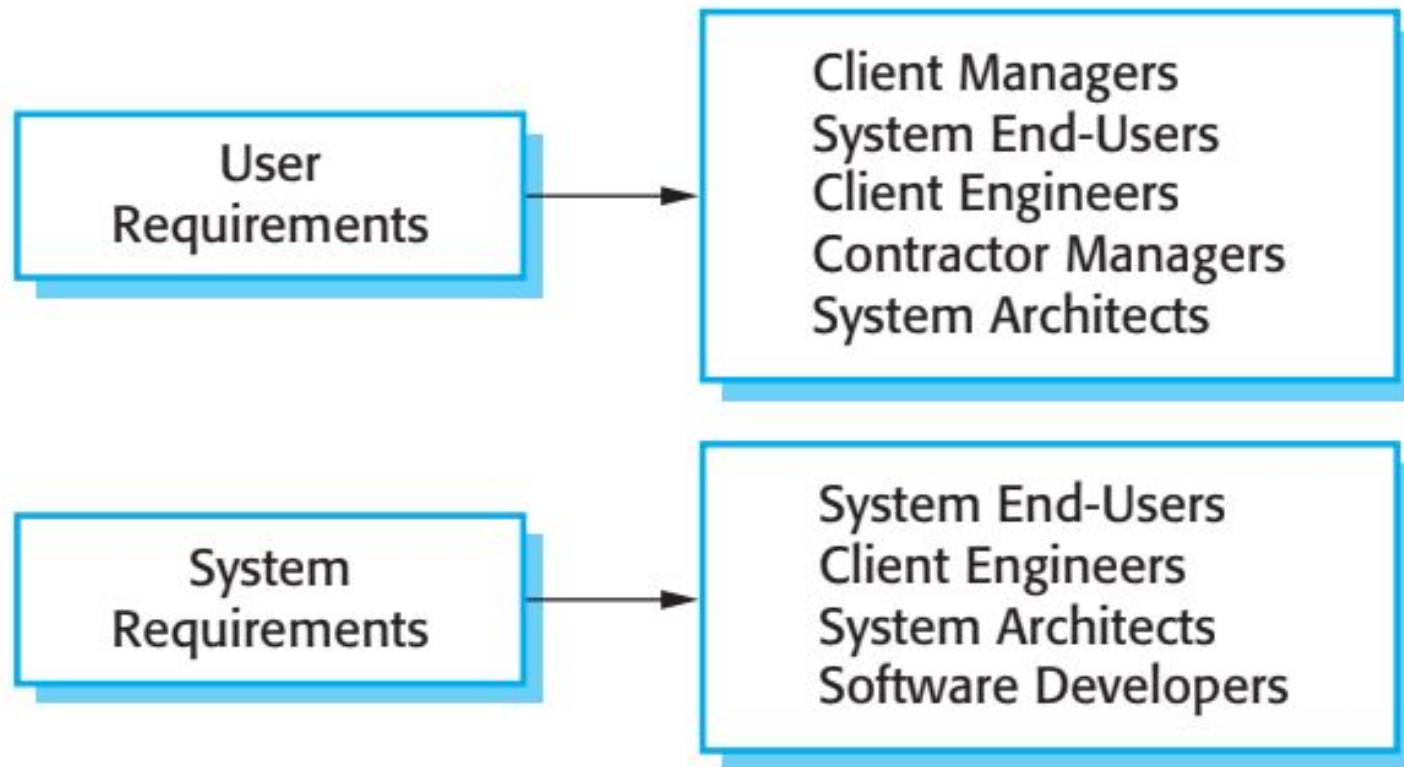 User
Requirements
Client Managers
System End-Users
Client Engineers
Contractor Managers
System Architects
System
Requirements
System End-Users
Client Engineers
System Architects
Software Developers